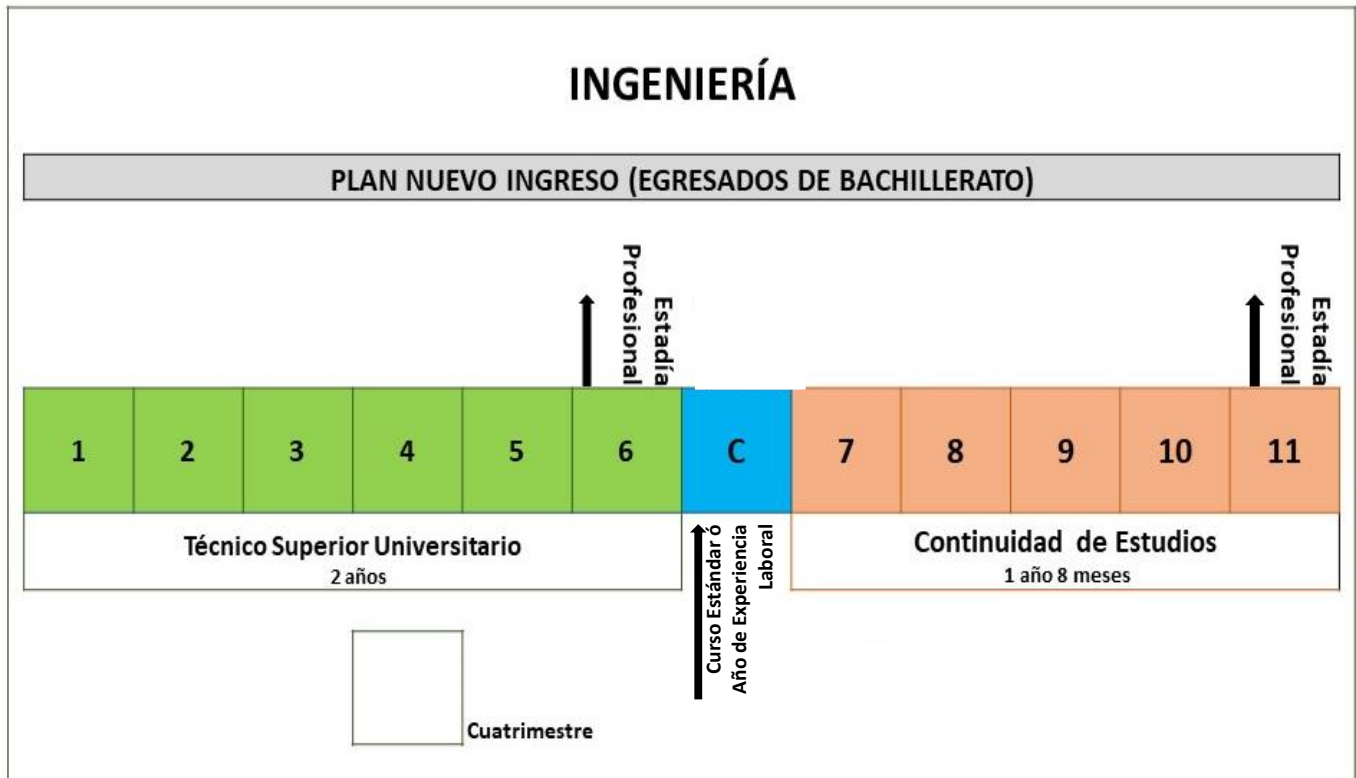 INGENIERÍA
PLAN NUEVO INGRESO (EGRESADOS DE BACHILLERATO)
Estadía
Profesional
Estadía
Profesional
1
2
3
4
5
6
C
7
8
9
10
11
Técnico Superior Universitario
2 años
Curso Estándar ó
Año de Experiencia
Laboral
Continuidad de Estudios
1 año 8 meses
Cuatrimestre